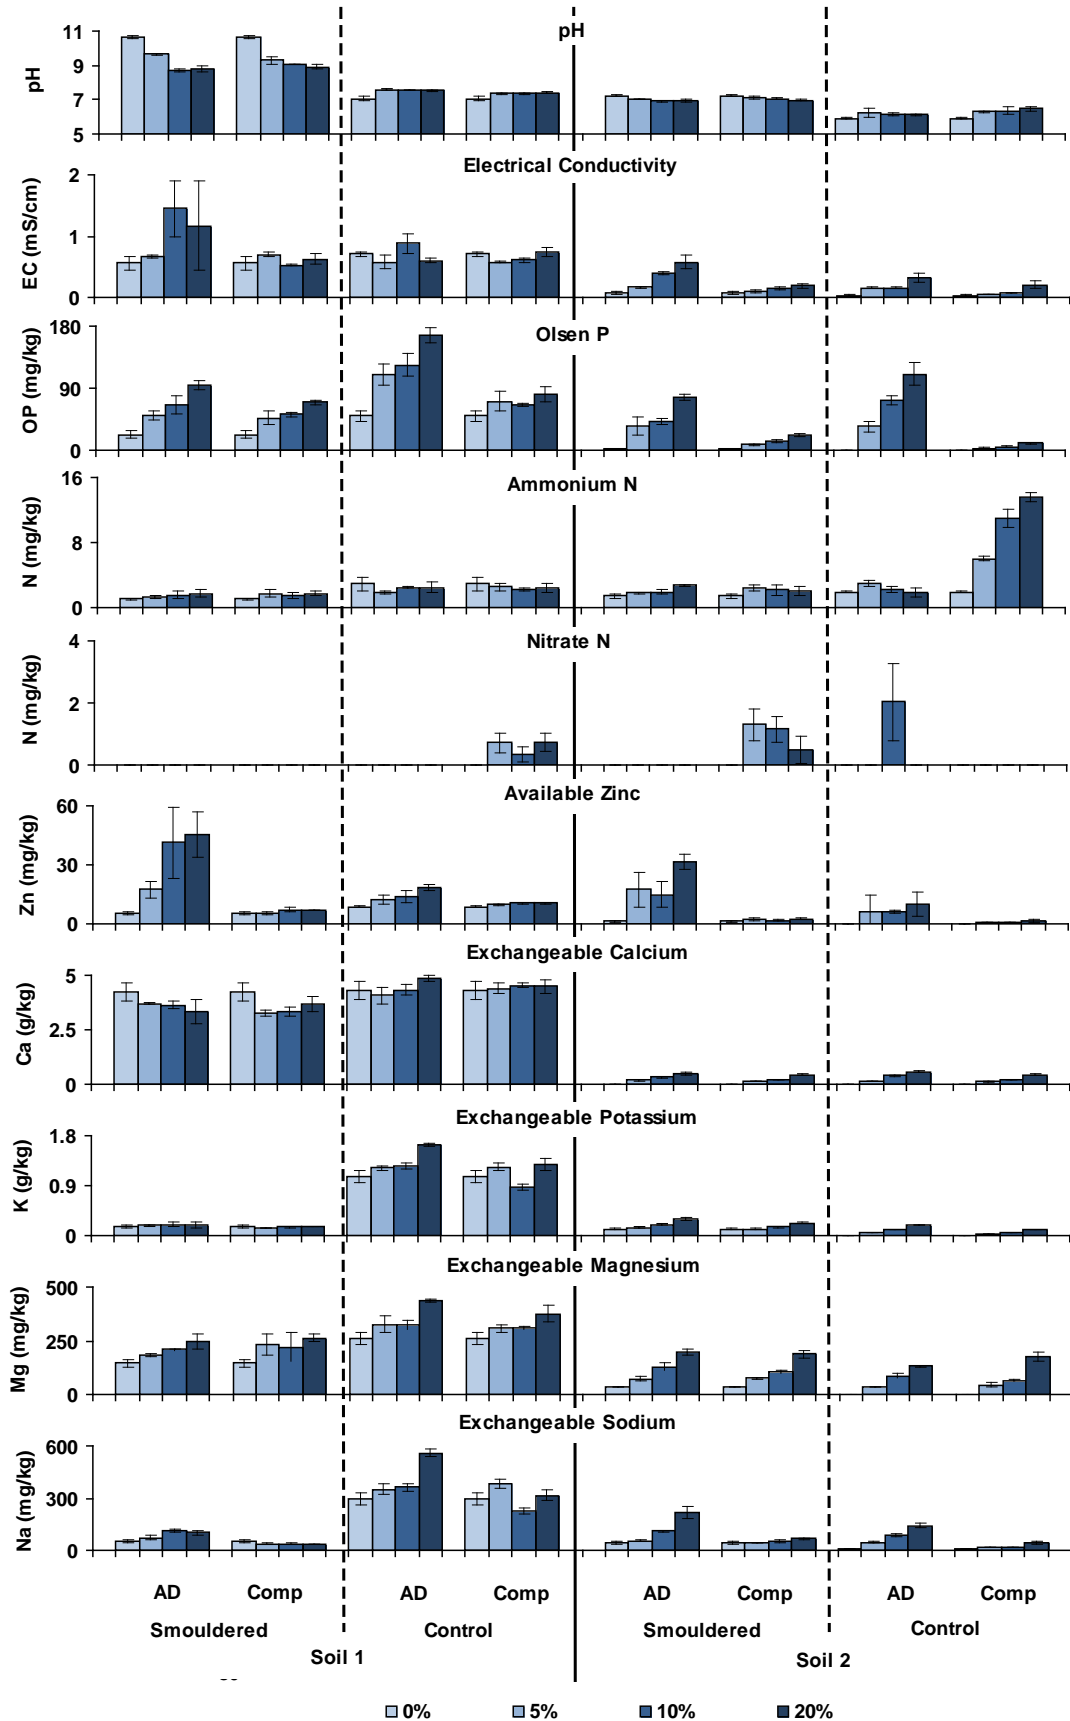 pH
11
9
7
5
pH
Electrical Conductivity
2
1
0
EC (mS/cm)
Olsen P
180
90
0
OP (mg/kg)
Ammonium N
16
8
0
N (mg/kg)
Nitrate N
4
2
0
N (mg/kg)
Available Zinc
60
30
0
Zn (mg/kg)
Exchangeable Calcium
5
2.5
0
Ca (g/kg)
Exchangeable Potassium
1.8
0.9
0
K (g/kg)
Exchangeable Magnesium
500
250
0
Mg (mg/kg)
Exchangeable Sodium
600
300
0
Na (mg/kg)
AD Comp AD Comp AD Comp AD Comp
Smouldered Control Smouldered Control
Soil 1 Soil 2
0% 5% 10% 20%